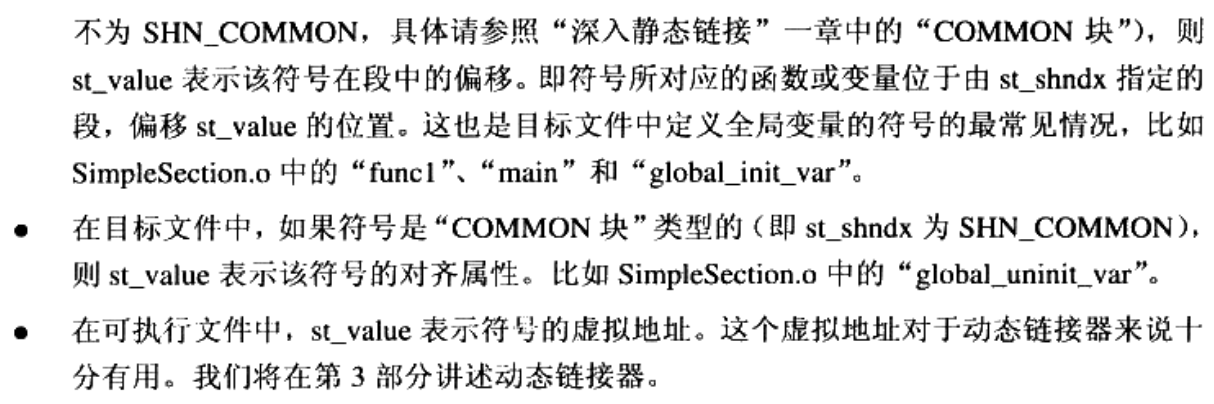 不为 SHN_COMMON，具体请参照“深入静态链接”一章中的“COMMON 块”），则
st_value 表示该符号在段中的偏移。即符号所对应的函数或变量位于由 st_shndx 指定的
段，偏移 st_value 的位置。这也是目标文件中定义全局变量的符号的最常见情况，比如
SimpleSection.o 中的“func1”、“main”和“global_init_var”。
● 在目标文件中，如果符号是“COMMON 块”类型的（即 st_shndx 为 SHN_COMMON），
则 st_value 表示该符号的对齐属性。比如 SimpleSection.o 中的“global_uninit_var”。
● 在可执行文件中，st_value 表示符号的虚拟地址。这个虚拟地址对于动态链接器来说十
分有用。我们将在第 3 部分讲述动态链接器。